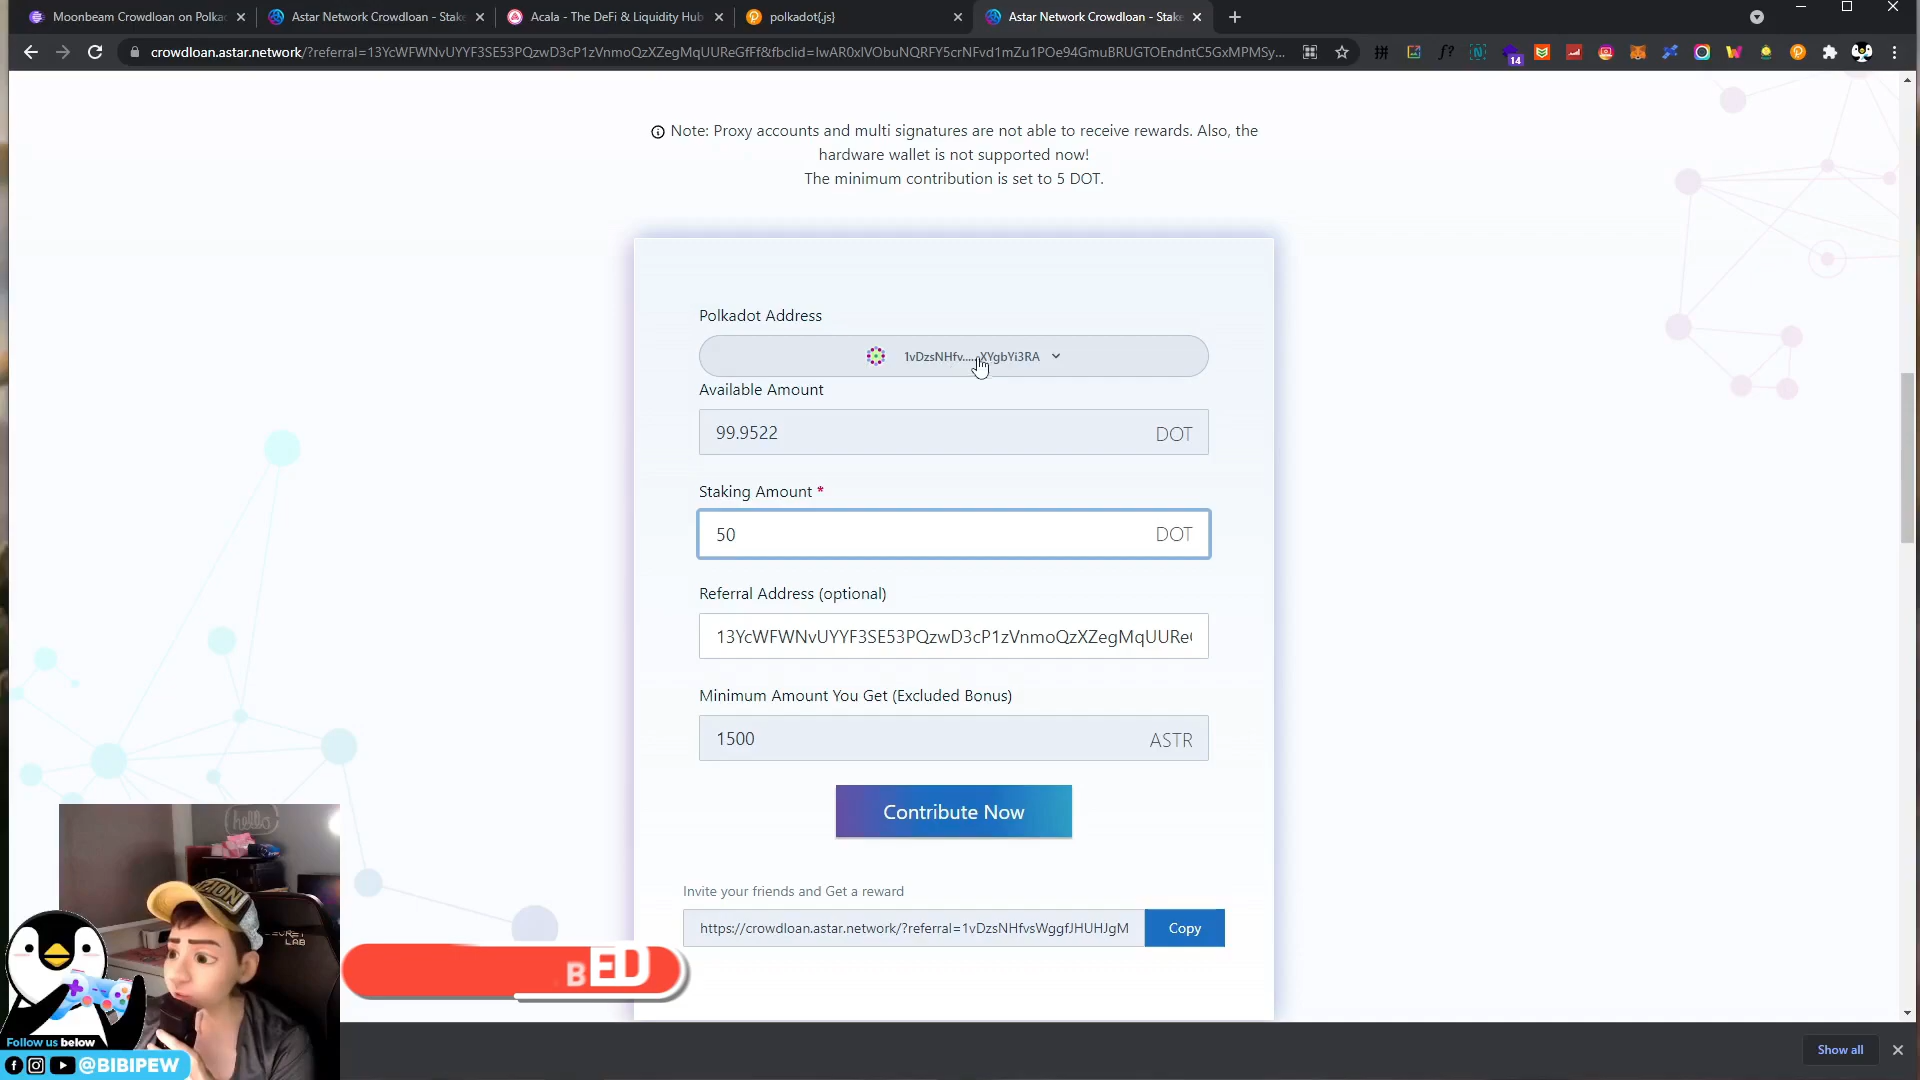 Moonbeam Crowdloan on Polka
Astar Network Crowdloan - Stake
Acala - The DeFi & Liquidity Hub
polkadot{.js}
Astar Network Crowdloan - Stake
crowdloan.astar.network/?referral=13YcWFWNvUYYF3SE53PQzwD3cP1zVnmoQzXZegMqUUReGfFf&fbclid=IwAR0xlVObuNQRFY5crNFvd1mZu1POe94GmuBRUGTOEndntC5GxMPMSy...
14
Note: Proxy accounts and multi signatures are not able to receive rewards. Also, the
hardware wallet is not supported now!
The minimum contribution is set to 5 DOT.
Polkadot Address
1vDzsNHfv.....XYgbYi3RA
Available Amount
99.9522 DOT
Staking Amount *
50 DOT
Referral Address (optional)
13YcWFWNvUYYF3SE53PQzwD3cP1zVnmoQzXZegMqUURe
Minimum Amount You Get (Excluded Bonus)
1500 ASTR
Contribute Now
Invite your friends and Get a reward
https://crowdloan.astar.network/?referral=1vDzsNHfvsWggfJHUHJgM
Copy
hello
BED
Follow us below
@BIBIPEW
Show all